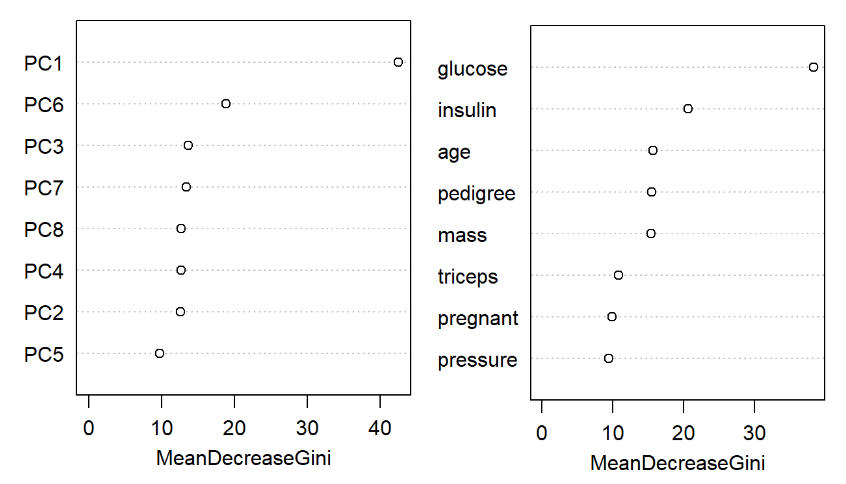 PC1
PC6
PC3
PC7
PC8
PC4
PC2
PC5
0 10 20 30 40
MeanDecreaseGini
glucose
insulin
age
pedigree
mass
triceps
pregnant
pressure
0 10 20 30
MeanDecreaseGini